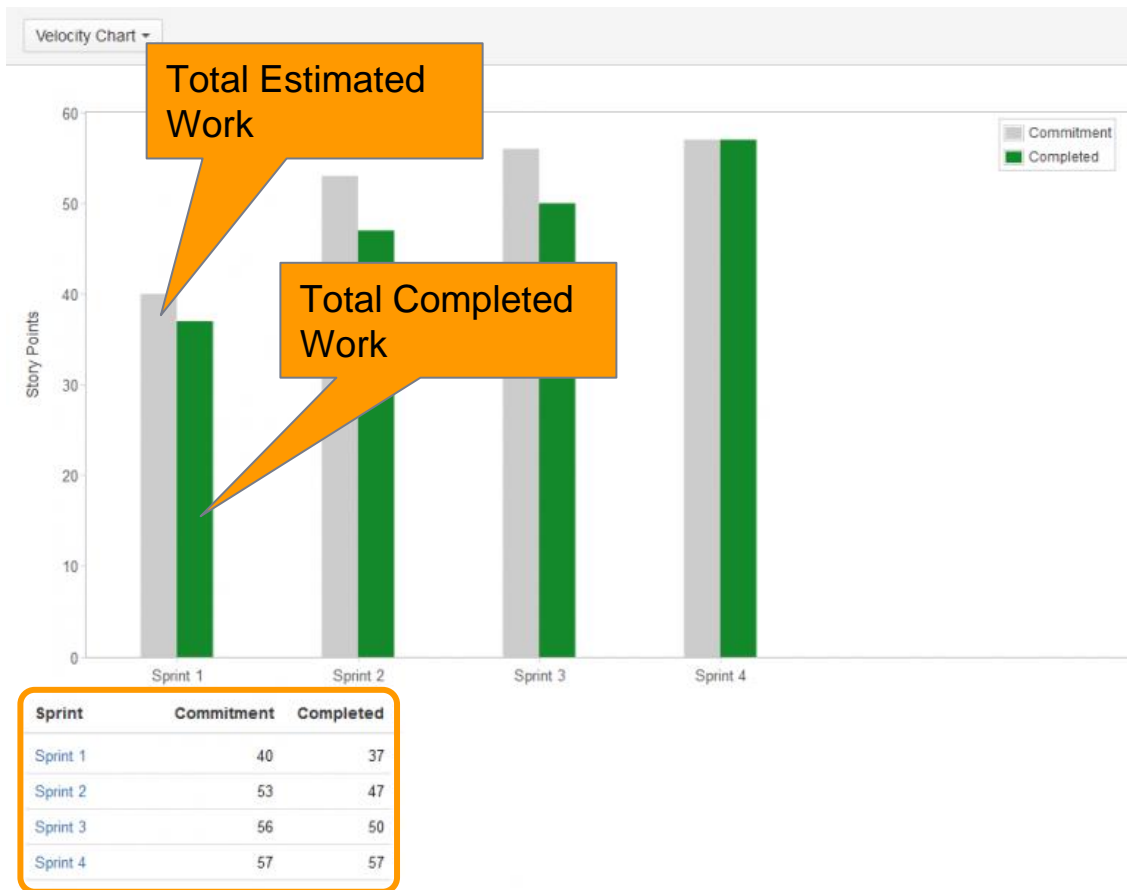 Velocity Chart
Total Estimated
Work
60
50
40
30
20
10
0
Story Points
Commitment
Completed
Total Completed
Work
Sprint 1 Sprint 2 Sprint 3 Sprint 4
Sprint Commitment Completed
Sprint 1 40 37
Sprint 2 53 47
Sprint 3 56 50
Sprint 4 57 57